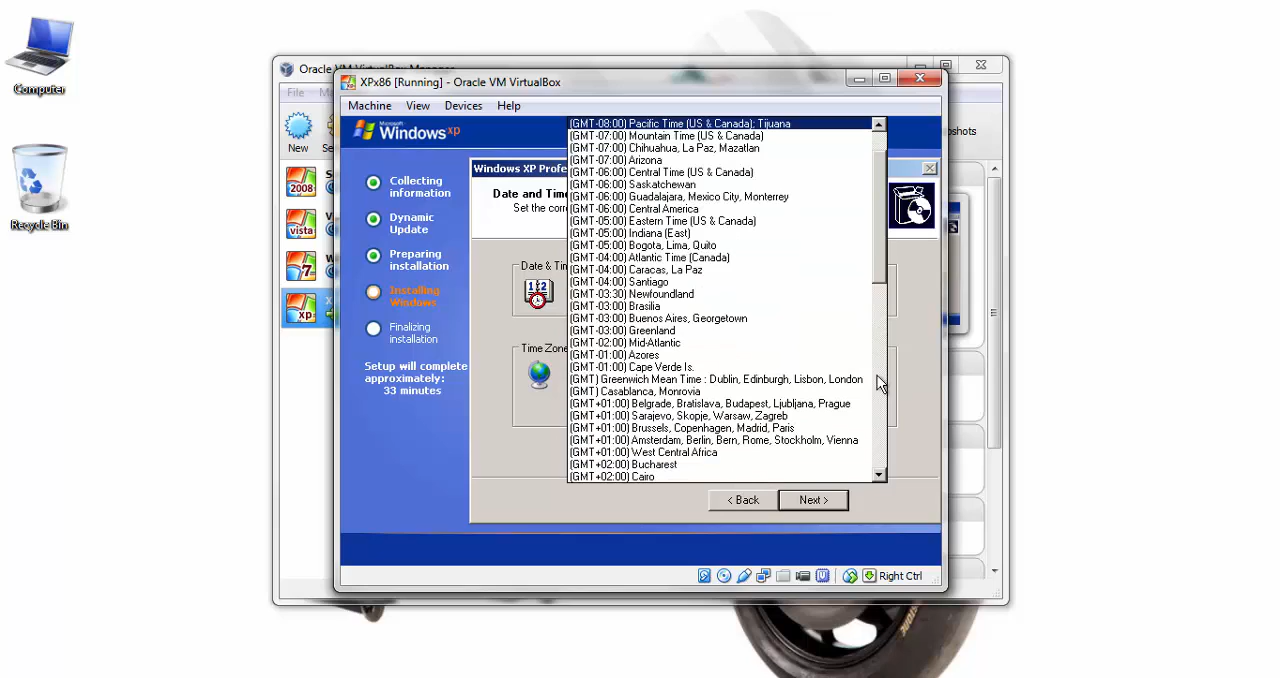 Computer
Recycle Bin
Oracle VM VirtualBox Manager
File
New
2008
vista
7
xp
XPx86 [Running] - Oracle VM VirtualBox
Machine View Devices Help
Microsoft
Windows xp
Collecting
information
Dynamic
Update
Preparing
installation
Installing
Windows
Finalizing
installation
Setup will complete
approximately:
33 minutes
Windows XP Profe
Date and Time
Set the corre
Date & Tim
Time Zone
(GMT-08:00) Pacific Time (US & Canada); Tijuana
(GMT-07:00) Mountain Time (US & Canada)
(GMT-07:00) Chihuahua, La Paz, Mazatlan
(GMT-07:00) Arizona
(GMT-06:00) Central Time (US & Canada)
(GMT-06:00) Saskatchewan
(GMT-06:00) Guadalajara, Mexico City, Monterrey
(GMT-06:00) Central America
(GMT-05:00) Eastern Time (US & Canada)
(GMT-05:00) Indiana (East)
(GMT-05:00) Bogota, Lima, Quito
(GMT-04:00) Atlantic Time (Canada)
(GMT-04:00) Caracas, La Paz
(GMT-04:00) Santiago
(GMT-03:30) Newfoundland
(GMT-03:00) Brasilia
(GMT-03:00) Buenos Aires, Georgetown
(GMT-03:00) Greenland
(GMT-02:00) Mid-Atlantic
(GMT-01:00) Azores
(GMT-01:00) Cape Verde Is.
(GMT) Greenwich Mean Time : Dublin, Edinburgh, Lisbon, London
(GMT) Casablanca, Monrovia
(GMT+01:00) Belgrade, Bratislava, Budapest, Ljubljana, Prague
(GMT+01:00) Sarajevo, Skopje, Warsaw, Zagreb
(GMT+01:00) Brussels, Copenhagen, Madrid, Paris
(GMT+01:00) Amsterdam, Berlin, Bern, Rome, Stockholm, Vienna
(GMT+01:00) West Central Africa
(GMT+02:00) Bucharest
(GMT+02:00) Cairo
< Back Next >
Right Ctrl